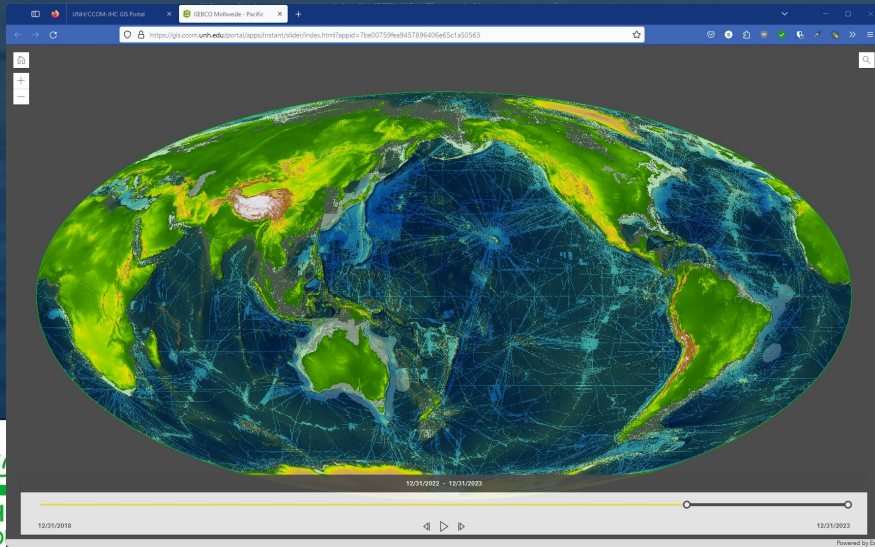 UNH/CCOM-JHC GIS Portal
GEBCO Mollweide - Pacific
https://gis.ccom.unh.edu/portal/apps/instant/slider/index.html?appid=7be00759fea9457896406e65c1a50563
12/31/2022 - 12/31/2023
12/31/2018
12/31/2023
Powered by Es